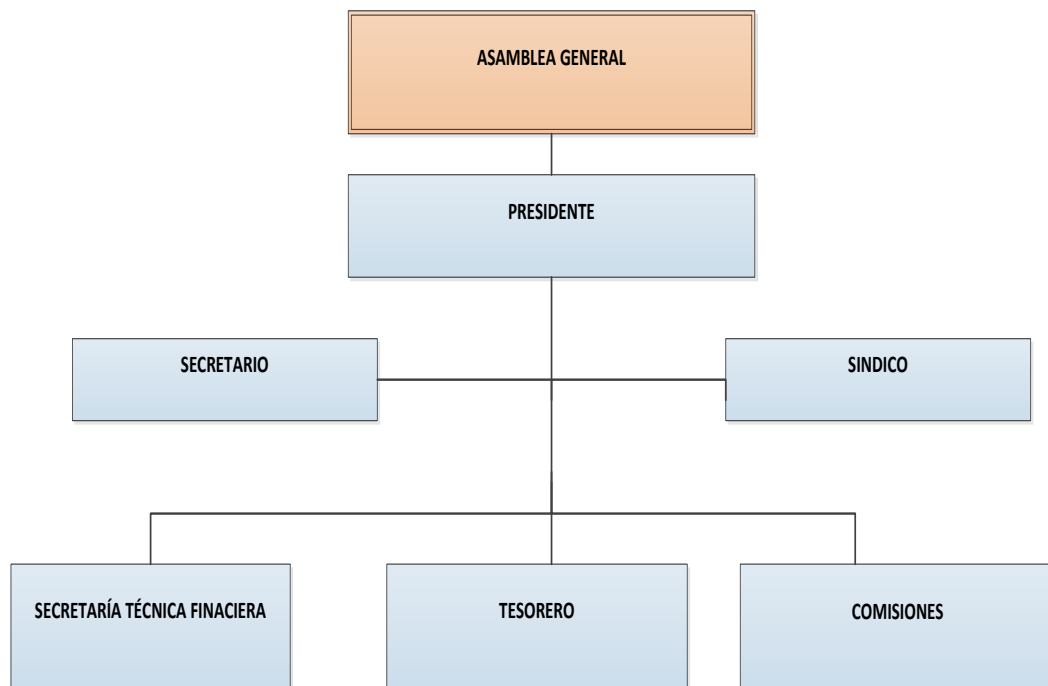 ASAMBLEA GENERAL
PRESIDENTE
SECRETARIO
SINDICO
SECRETARÍA TÉCNICA FINACIERA
TESORERO
COMISIONES